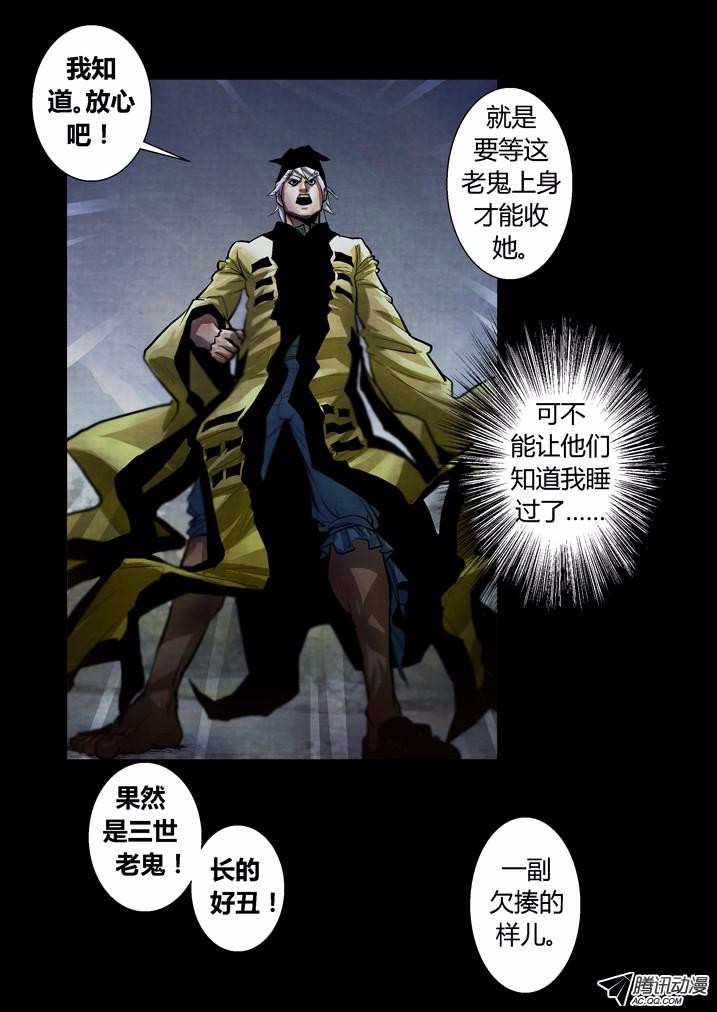 我知
道。放心
吧！
就是
要等这
老鬼上身
才能收
她。
可不
能让他们
知道我睡
过了……
果然
是三世
老鬼！
长的
好丑！
一副
欠揍的
样儿。
腾讯动漫
AC.QQ.COM